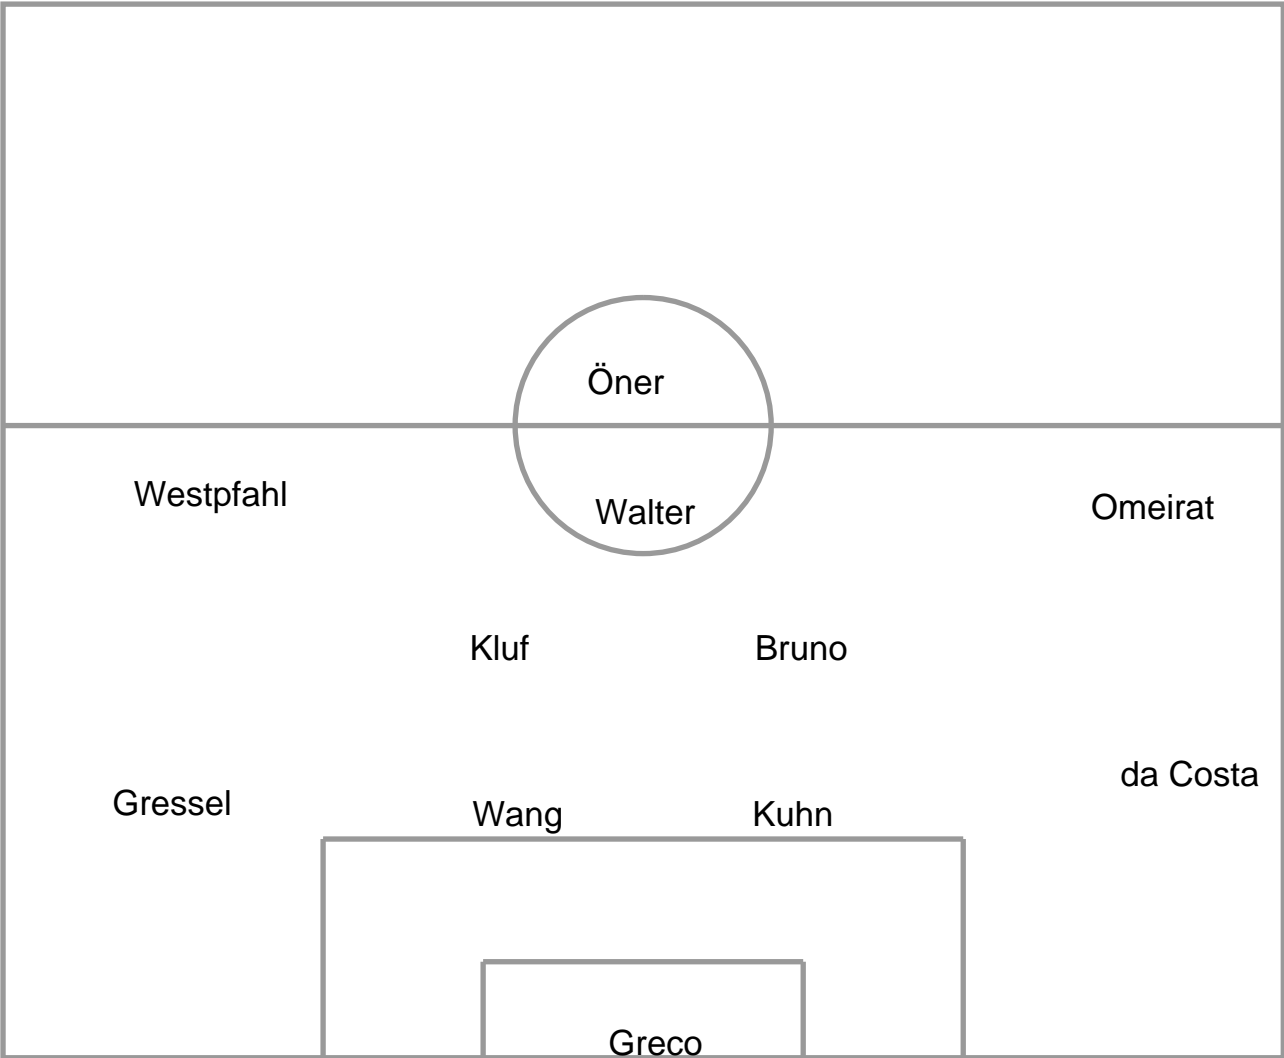 Öner
Westpfahl
Walter
Omeirat
Kluf
Bruno
Gressel
Wang
Kuhn
da Costa
Greco